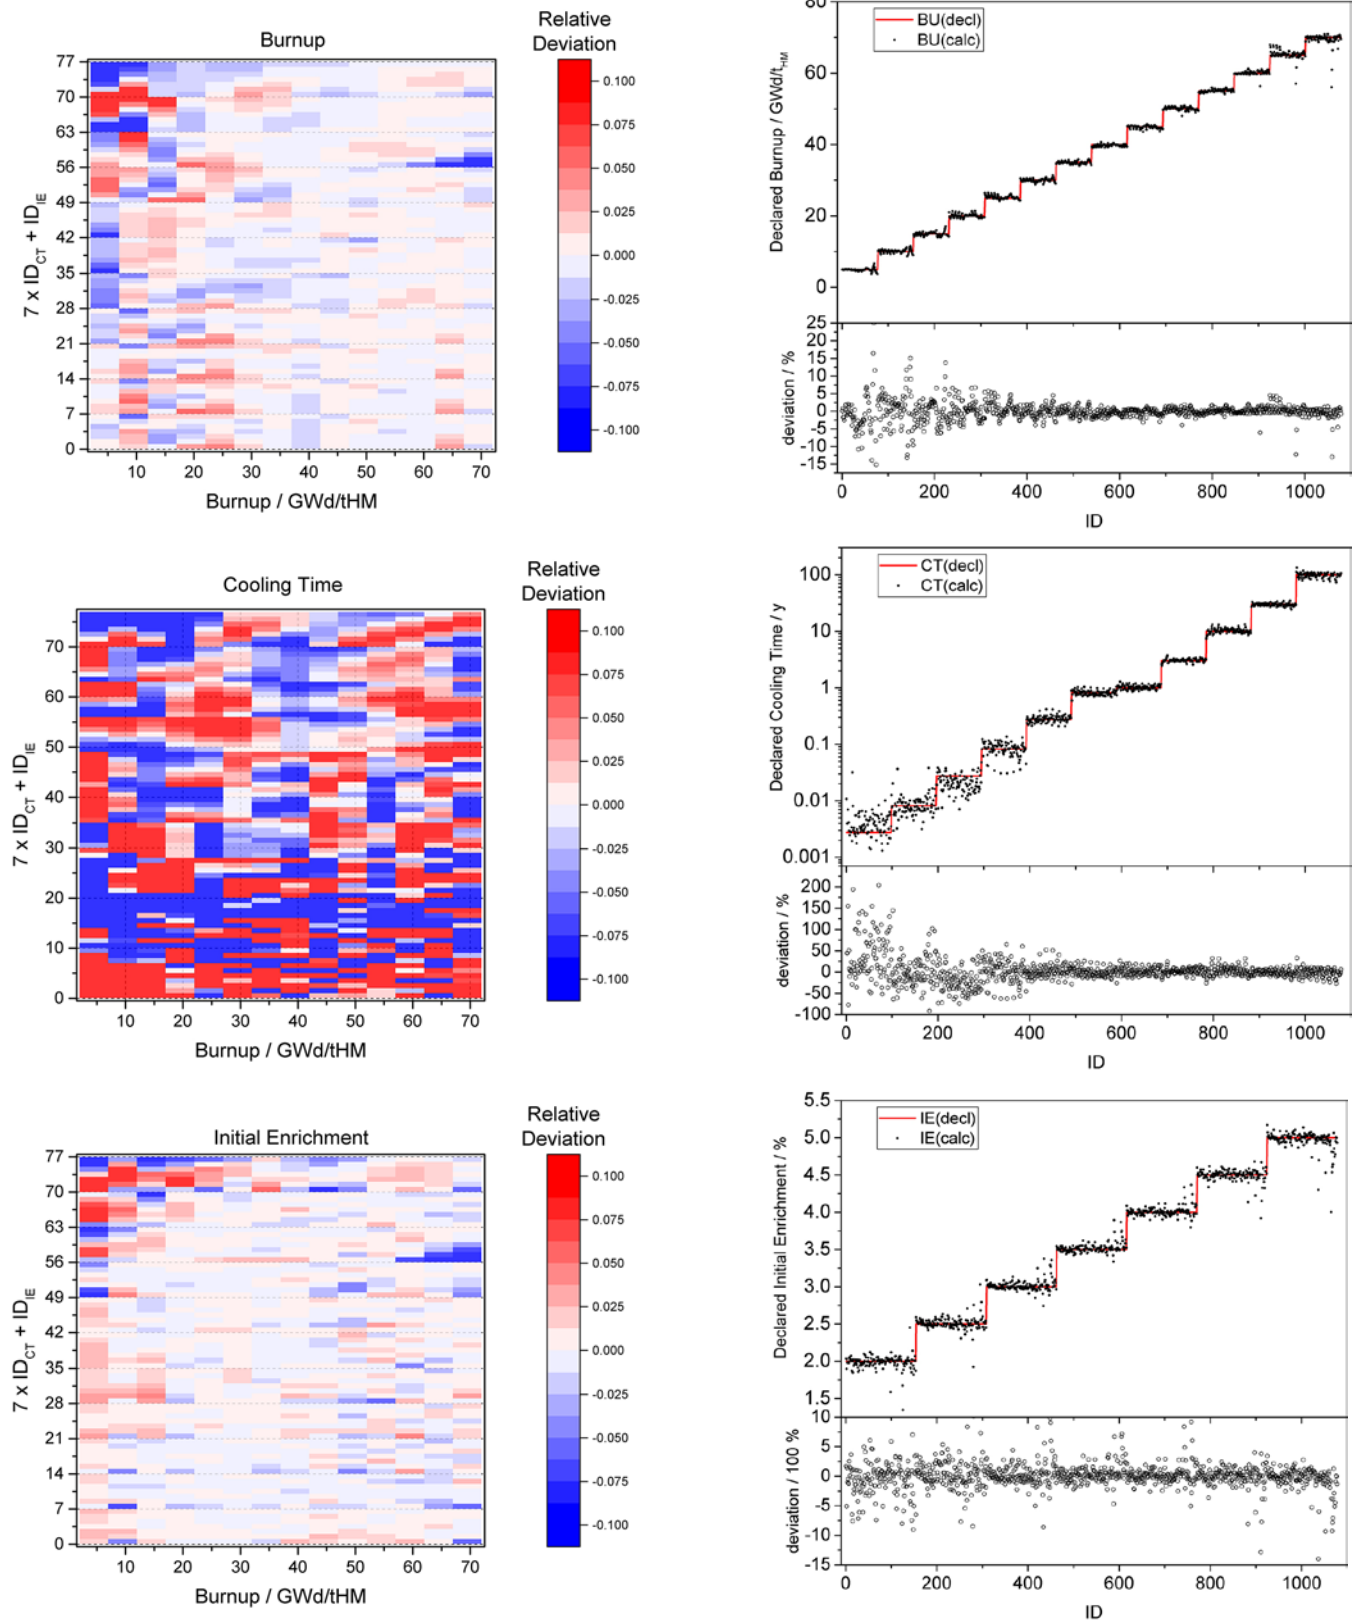 Burnup
Relative
Deviation
77
70
63
56
49
42
35
28
21
14
7
0
7 x ID_CT + ID_IE
10 20 30 40 50 60 70
Burnup / GWd/tHM
0.100
0.075
0.050
0.025
0.000
-0.025
-0.050
-0.075
-0.100
BU(decl)
BU(calc)
80
60
40
20
0
Declared Burnup / GWd/t_HM
25
20
15
10
5
0
-5
-10
-15
deviation / %
0 200 400 600 800 1000
ID
Cooling Time
Relative
Deviation
70
60
50
40
30
20
10
0
7 x ID_CT + ID_IE
10 20 30 40 50 60 70
Burnup / GWd/tHM
0.100
0.075
0.050
0.025
0.000
-0.025
-0.050
-0.075
-0.100
CT(decl)
CT(calc)
100
10
1
0.1
0.01
0.001
Declared Cooling Time / y
200
150
100
50
0
-50
-100
deviation / %
0 200 400 600 800 1000
ID
Initial Enrichment
Relative
Deviation
77
70
63
56
49
42
35
28
21
14
7
0
7 x ID_CT + ID_IE
10 20 30 40 50 60 70
Burnup / GWd/tHM
0.100
0.075
0.050
0.025
0.000
-0.025
-0.050
-0.075
-0.100
IE(decl)
IE(calc)
5.5
5.0
4.5
4.0
3.5
3.0
2.5
2.0
1.5
Declared Initial Enrichment / %
10
5
0
-5
-10
-15
deviation / 100 %
0 200 400 600 800 1000
ID